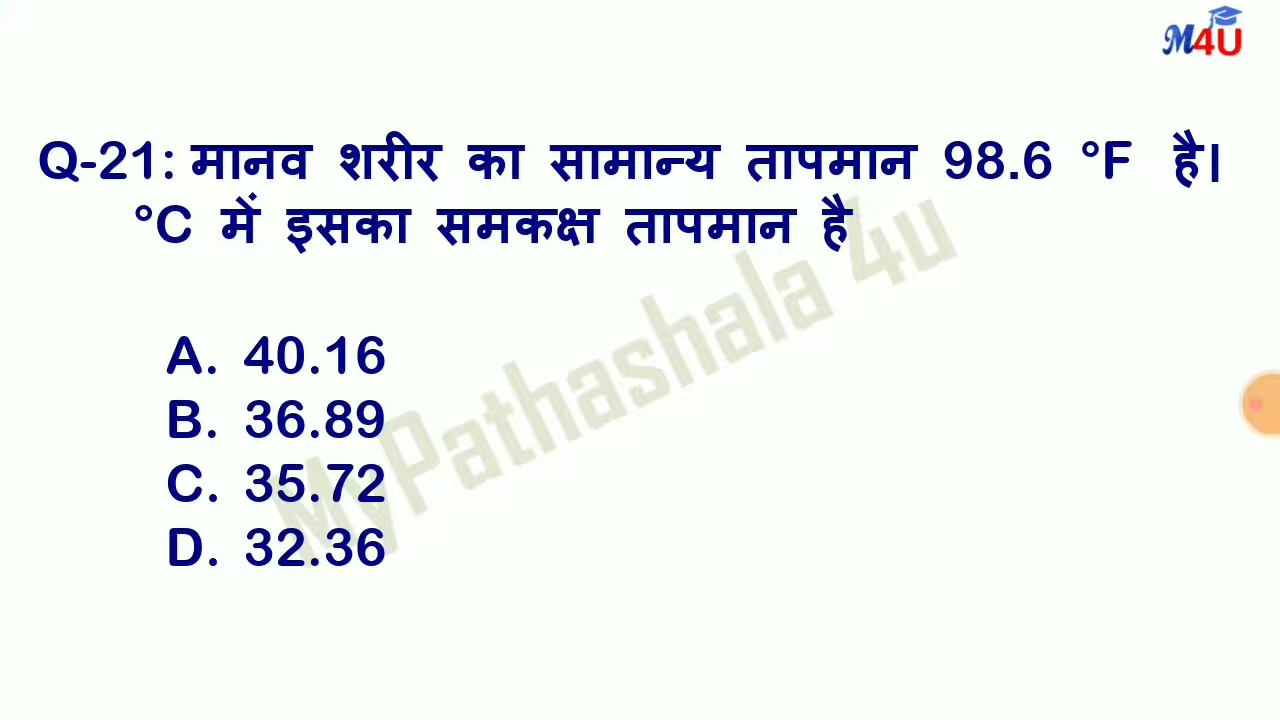 M4U
Q-21: मानव शरीर का सामान्य तापमान 98.6 °F है।
°C में इसका समकक्ष तापमान है
A. 40.16
B. 36.89
C. 35.72
D. 32.36
MyPathashala 4u